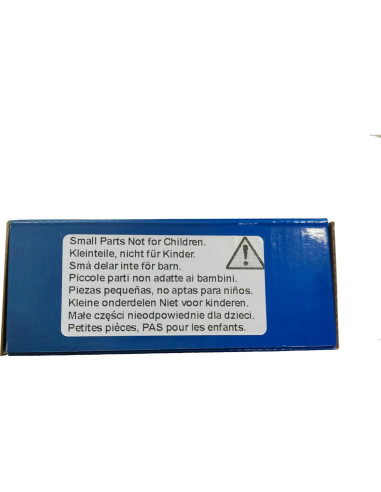 Small Parts Not for Children.
Kleinteile, nicht für Kinder.
Små delar inte för barn.
Piccole parti non adatte ai bambini.
Piezas pequeñas, no aptas para niños.
Kleine onderdelen Niet voor kinderen.
Małe części nieodpowiednie dla dzieci.
Petites pièces, PAS pour les enfants.